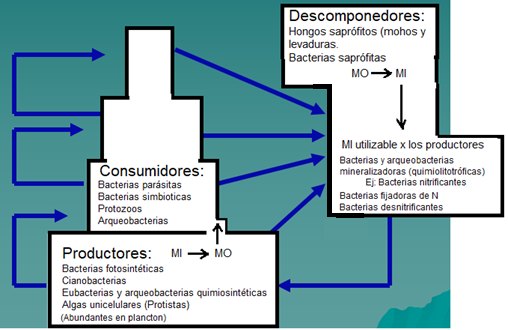 Descomponedores:
Hongos saprófitos (mohos y
levaduras.
Bacterias saprófitas
MO MI
MI utilizable x los productores
Bacterias y arqueobacterias
mineralizadoras (quimiolitotróficas)
Ej: Bacterias nitrificantes
Bacterias fijadoras de N
Bacterias desnitrificantes
Consumidores:
Bacterias parásitas
Bacterias simbioticas
Protozoos
Arqueobacterias
Productores: MI MO
Bacterias fotosintéticas
Cianobacterias
Eubacterias y arqueobacterias quimiosintéticas
Algas unicelulares (Protistas)
(Abundantes en plancton)